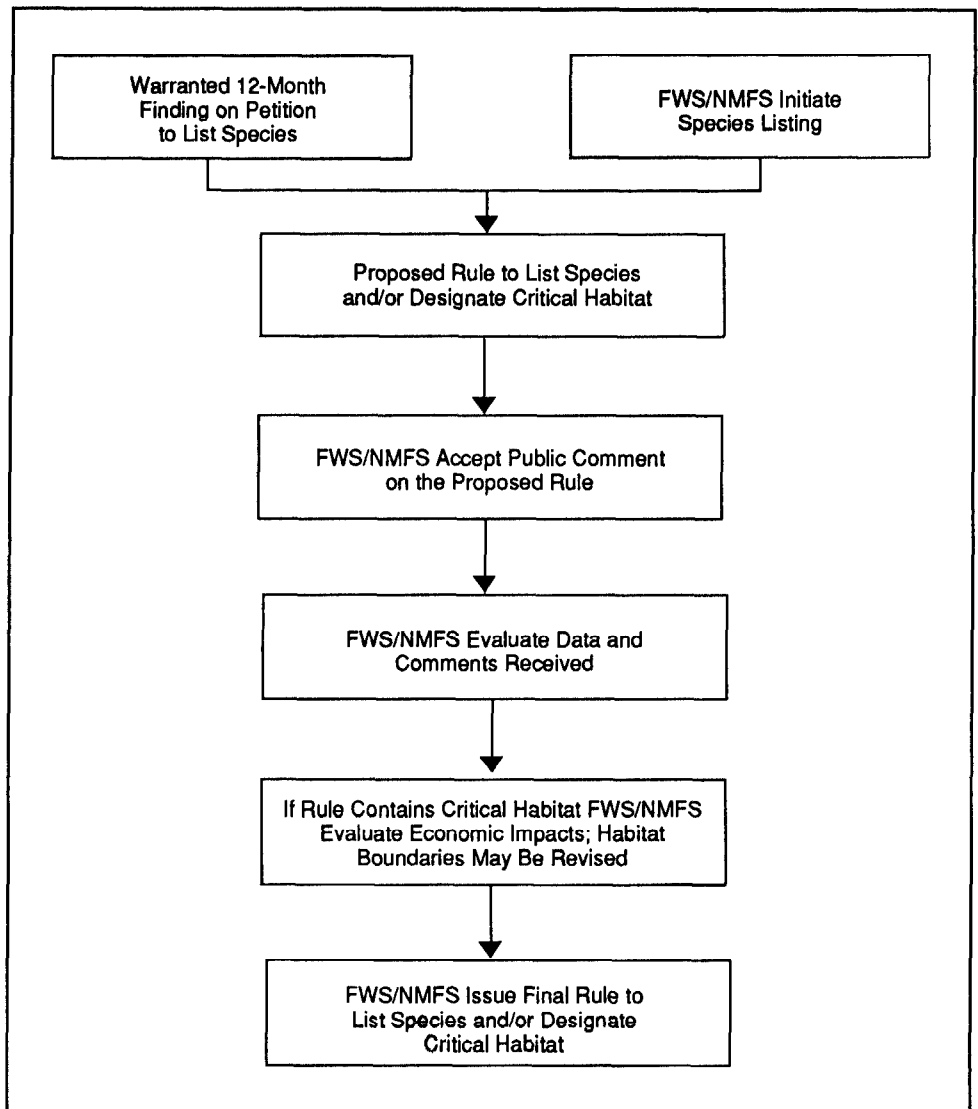 Warranted 12-Month
Finding on Petition
to List Species
FWS/NMFS Initiate
Species Listing
Proposed Rule to List Species
and/or Designate Critical Habitat
FWS/NMFS Accept Public Comment
on the Proposed Rule
FWS/NMFS Evaluate Data and
Comments Received
If Rule Contains Critical Habitat FWS/NMFS
Evaluate Economic Impacts; Habitat
Boundaries May Be Revised
FWS/NMFS Issue Final Rule to
List Species and/or Designate
Critical Habitat